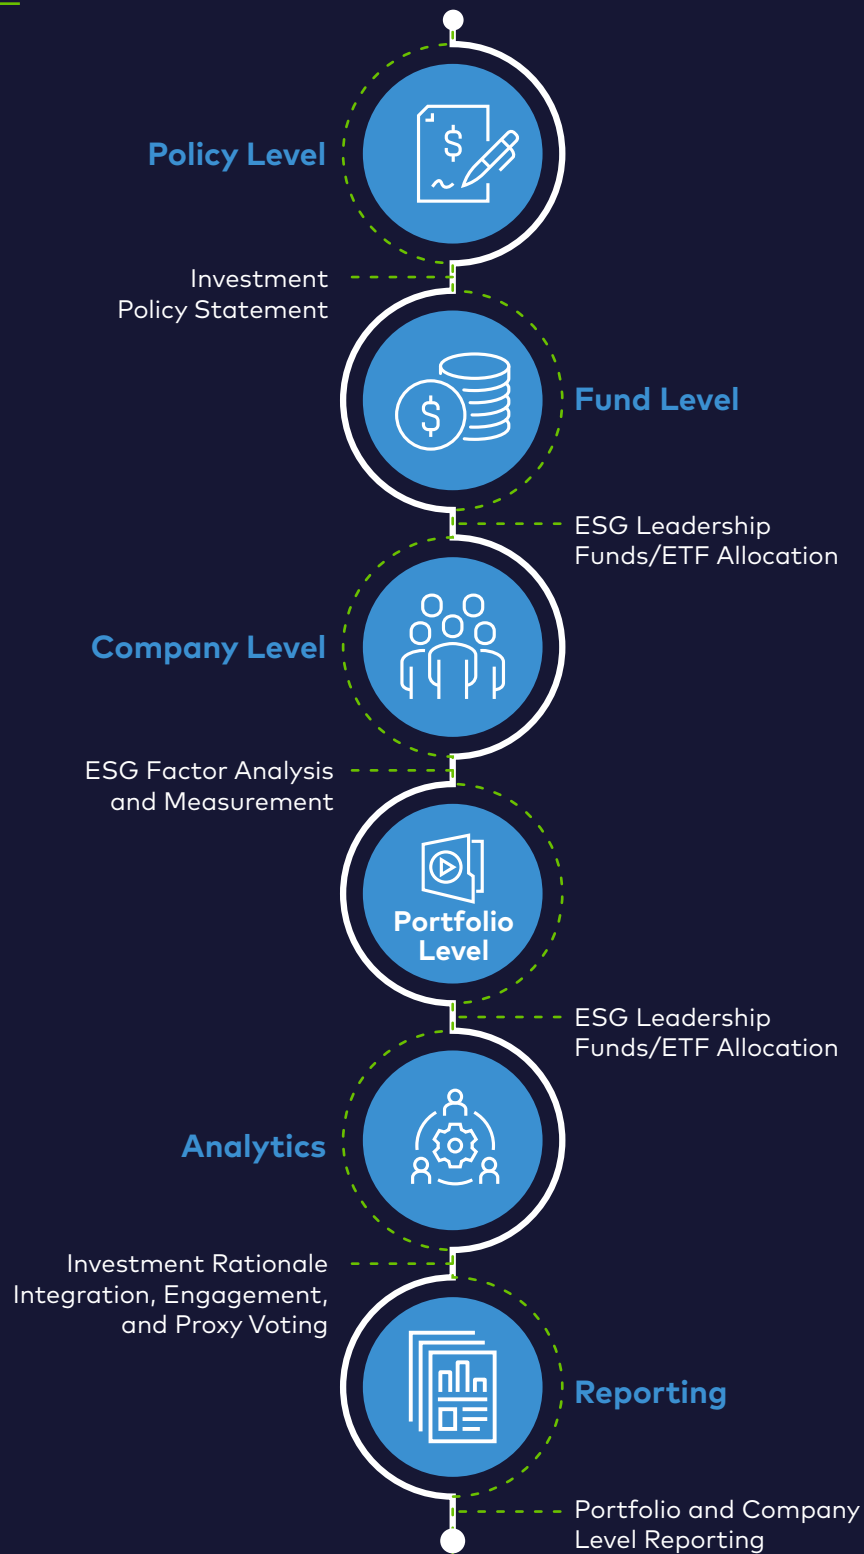 Policy Level
Investment
Policy Statement
Fund Level
ESG Leadership
Funds/ETF Allocation
Company Level
ESG Factor Analysis
and Measurement
Portfolio
Level
ESG Leadership
Funds/ETF Allocation
Analytics
Investment Rationale
Integration, Engagement,
and Proxy Voting
Reporting
Portfolio and Company
Level Reporting